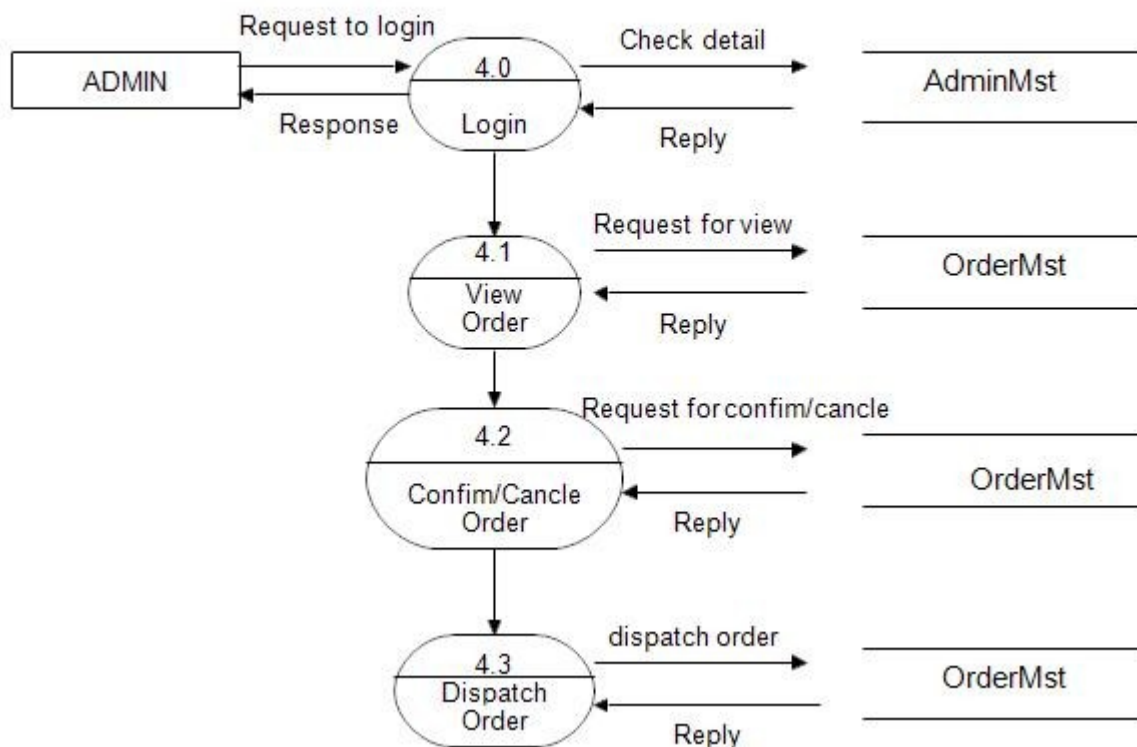 Request to login
Check detail
ADMIN
4.0
AdminMst
Response
Login
Reply
Request for view
4.1
OrderMst
View
Order
Reply
Request for confim/cancle
4.2
OrderMst
Confim/Cancle
Order
Reply
dispatch order
4.3
OrderMst
Dispatch
Order
Reply